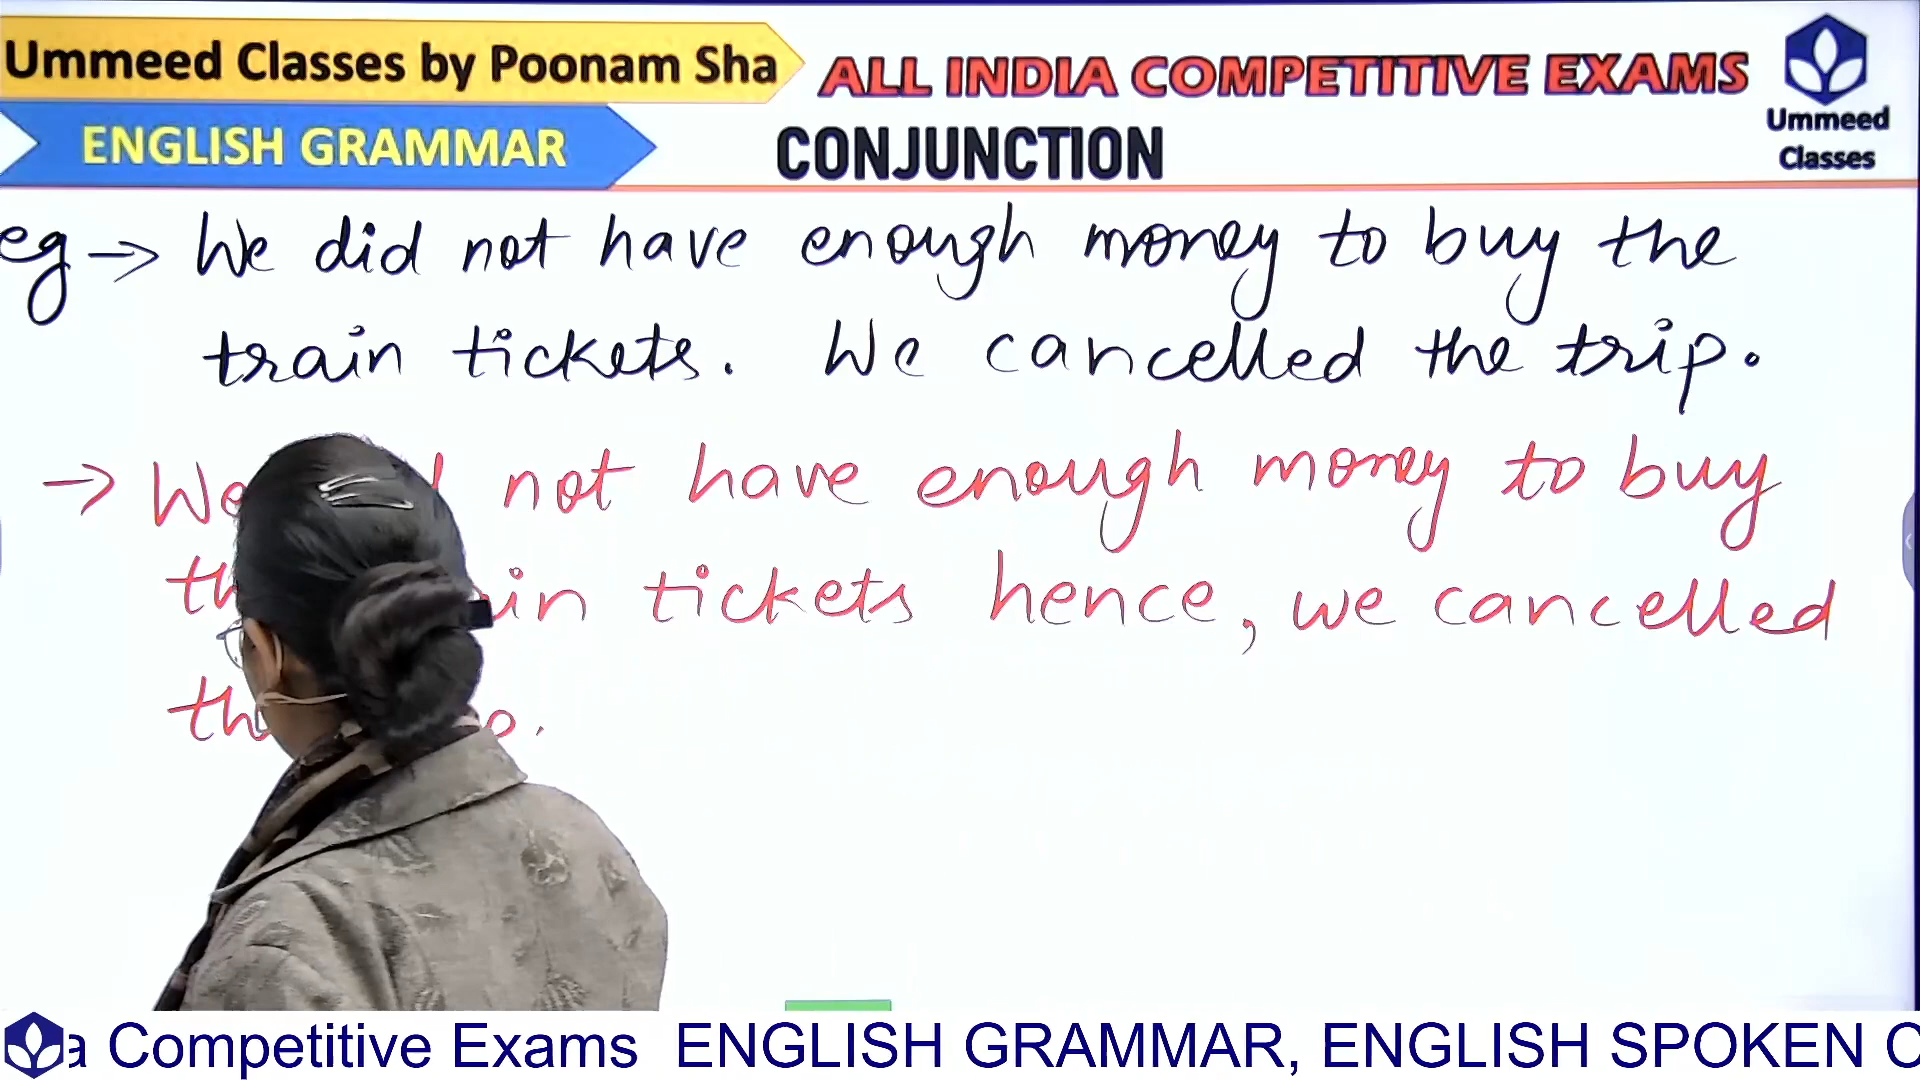 Ummeed Classes by Poonam Sha
ALL INDIA COMPETITIVE EXAMS
Ummeed
Classes
ENGLISH GRAMMAR
CONJUNCTION
eg → We did not have enough money to buy the
train tickets. We cancelled the trip.
→ We not have enough money to buy
tickets hence, we cancelled
a Competitive Exams ENGLISH GRAMMAR, ENGLISH SPOKEN C